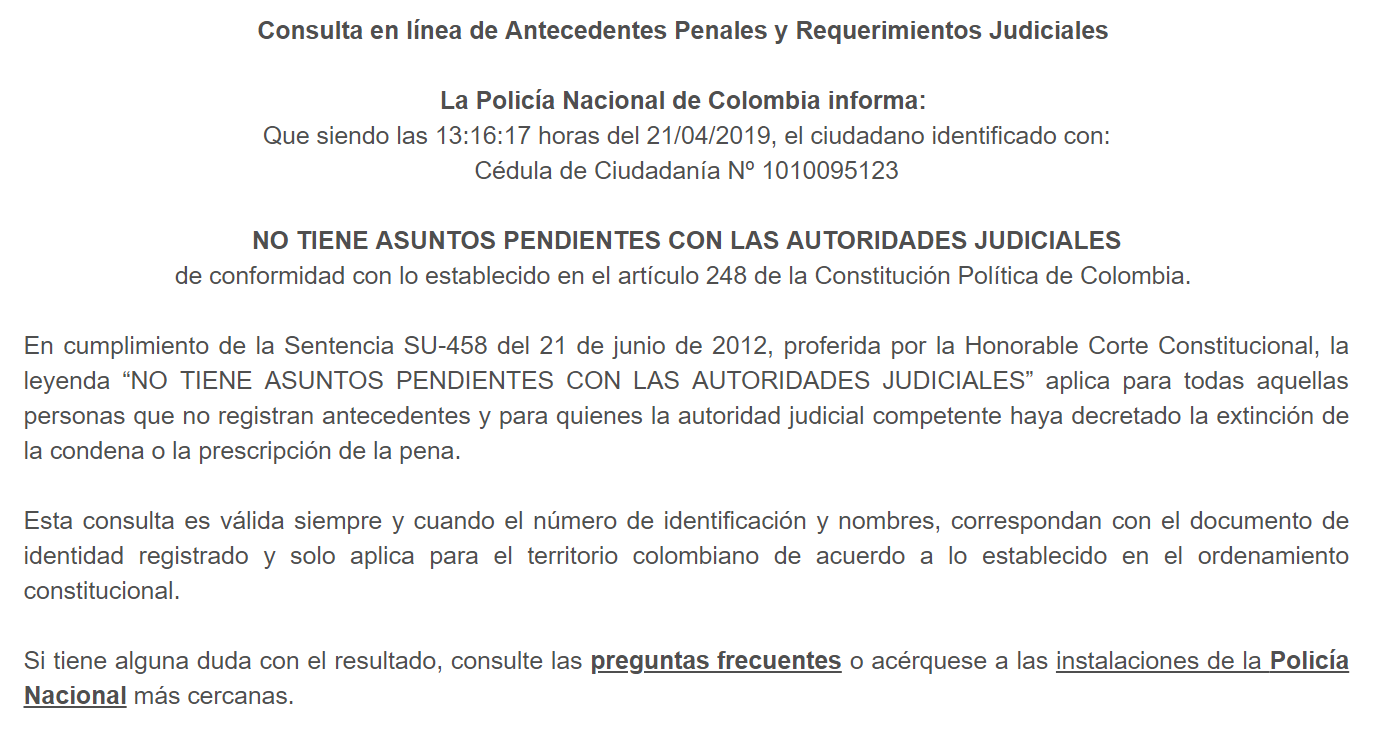 Consulta en línea de Antecedentes Penales y Requerimientos Judiciales
La Policía Nacional de Colombia informa:
Que siendo las 13:16:17 horas del 21/04/2019, el ciudadano identificado con:
Cédula de Ciudadanía Nº 1010095123
NO TIENE ASUNTOS PENDIENTES CON LAS AUTORIDADES JUDICIALES
de conformidad con lo establecido en el artículo 248 de la Constitución Política de Colombia.
En cumplimiento de la Sentencia SU-458 del 21 de junio de 2012, proferida por la Honorable Corte Constitucional, la
leyenda “NO TIENE ASUNTOS PENDIENTES CON LAS AUTORIDADES JUDICIALES” aplica para todas aquellas
personas que no registran antecedentes y para quienes la autoridad judicial competente haya decretado la extinción de
la condena o la prescripción de la pena.
Esta consulta es válida siempre y cuando el número de identificación y nombres, correspondan con el documento de
identidad registrado y solo aplica para el territorio colombiano de acuerdo a lo establecido en el ordenamiento
constitucional.
Si tiene alguna duda con el resultado, consulte las preguntas frecuentes o acérquese a las instalaciones de la Policía
Nacional más cercanas.